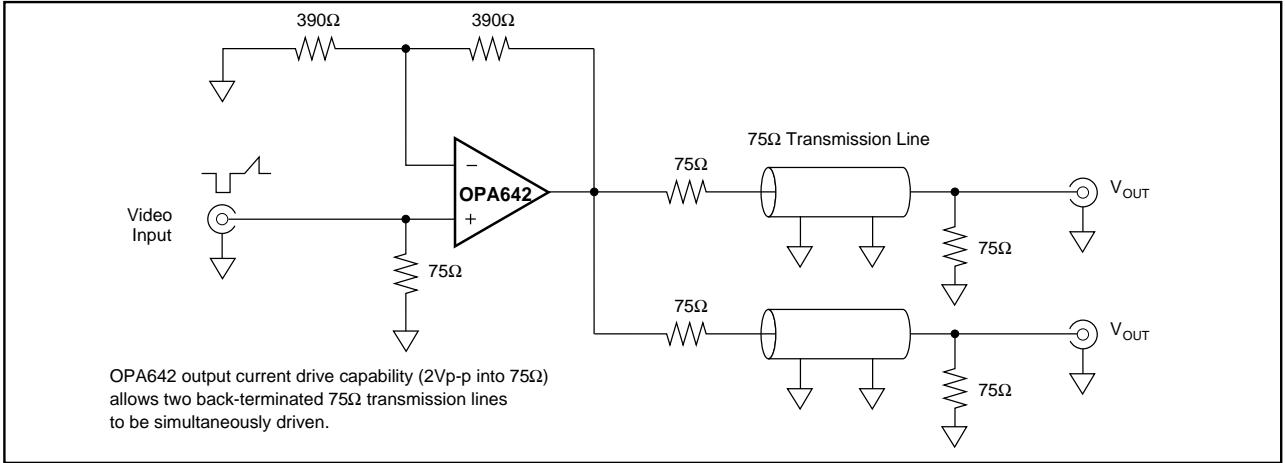 390Ω
390Ω
75Ω Transmission Line
75Ω
V_OUT
−
OPA642
+
Video
Input
75Ω
75Ω
75Ω
V_OUT
75Ω
OPA642 output current drive capability (2Vp-p into 75Ω)
allows two back-terminated 75Ω transmission lines
to be simultaneously driven.